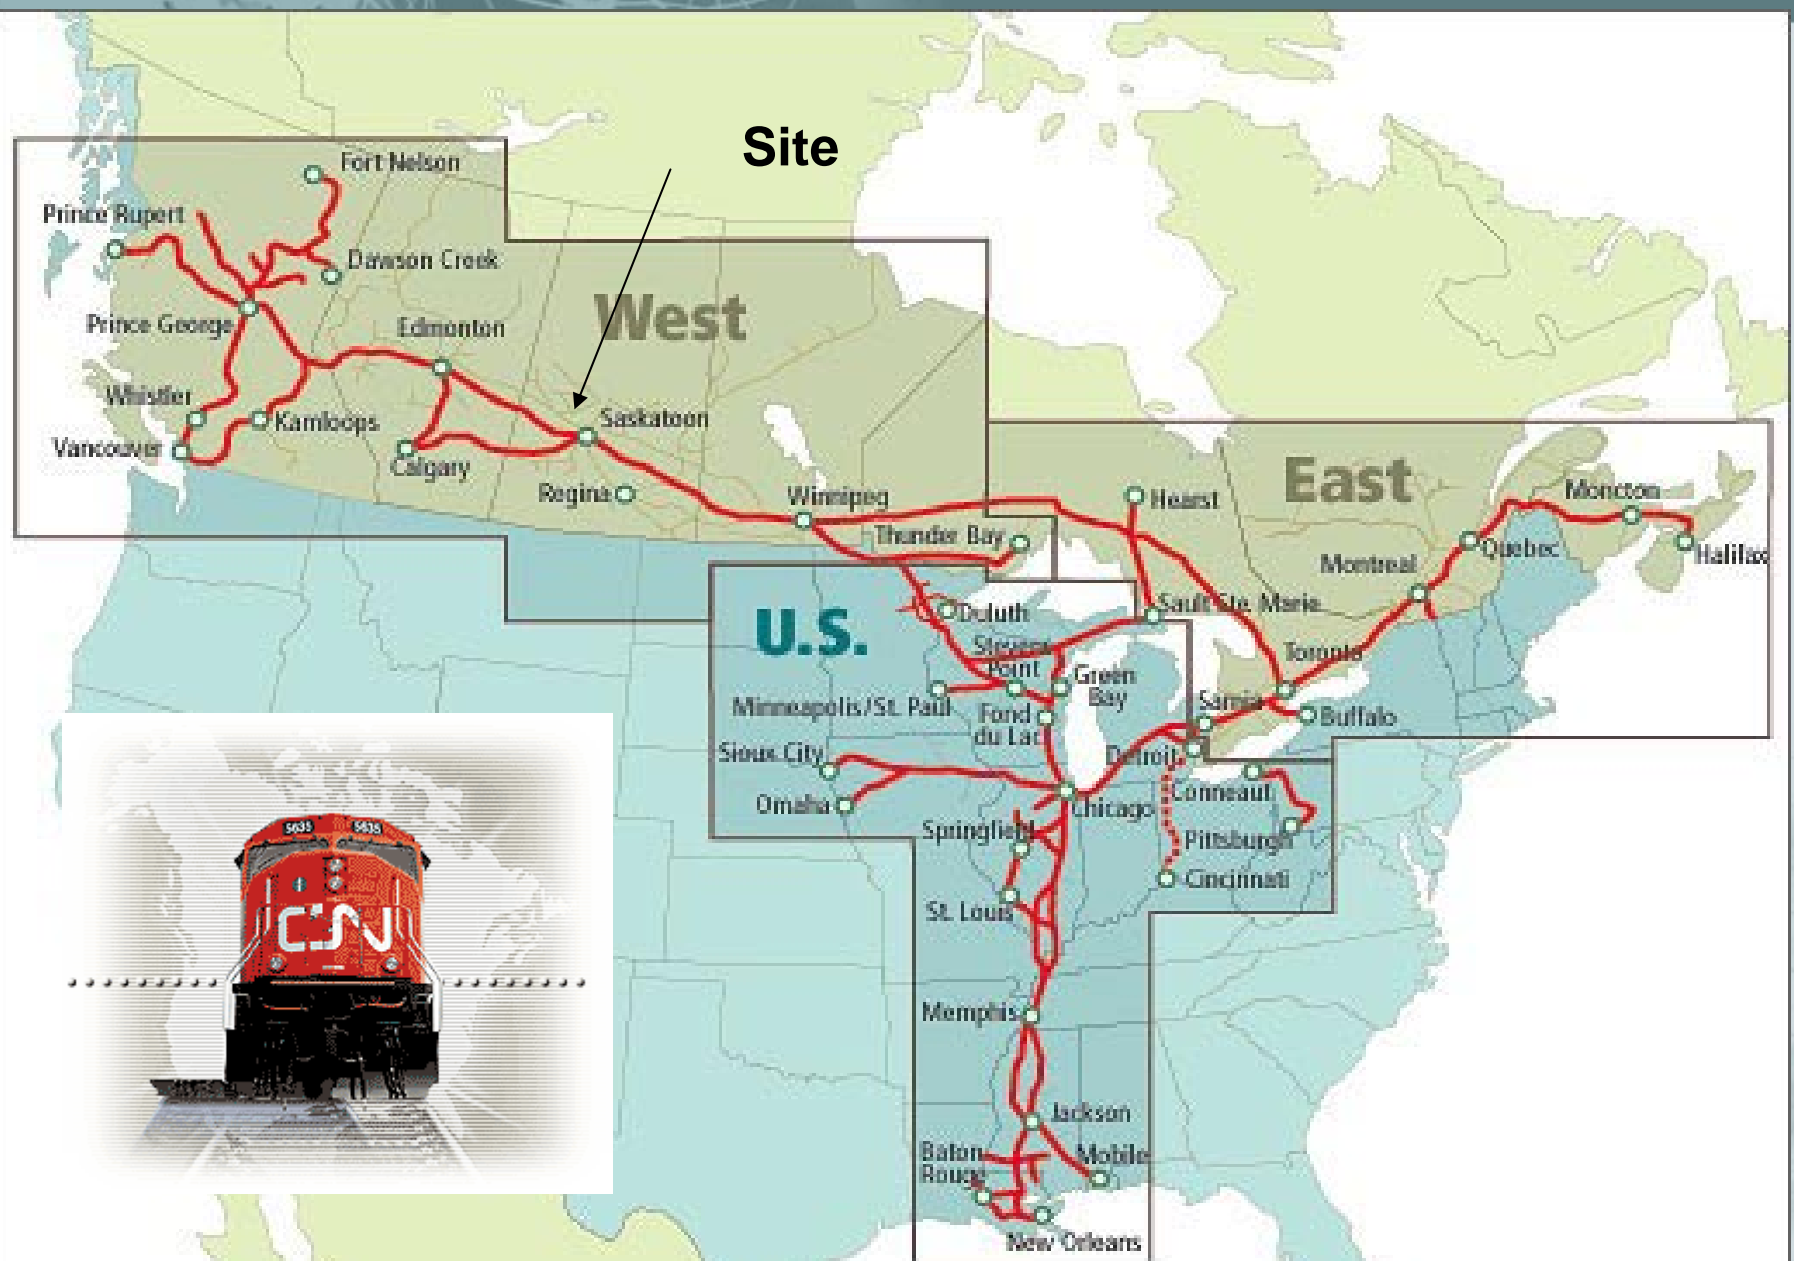 Site
Fort Nelson
Prince Rupert
Dawson Creek
West
Prince George
Edmonton
Whistler
Kamloops
Saskatoon
Vancouver
Calgary
Regina
Winnipeg
Hearst
East
Moncton
Thunder Bay
Quebec
Halifax
Montreal
U.S.
Duluth
Sault Ste. Marie
Stevens
Point
Toronto
Green
Bay
Minneapolis/St. Paul
Fond
du Lac
Sarnia
Buffalo
Sioux City
Detroit
Omaha
Chicago
Conneaut
Springfield
Pittsburgh
Cincinnati
St. Louis
5635 5635
CN
Memphis
Jackson
Baton
Rouge
Mobile
New Orleans